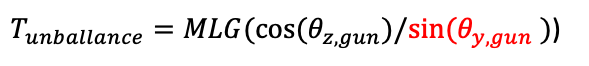 T_unballance = MLG(cos(θ_z,gun)/sin(θ_y,gun ))